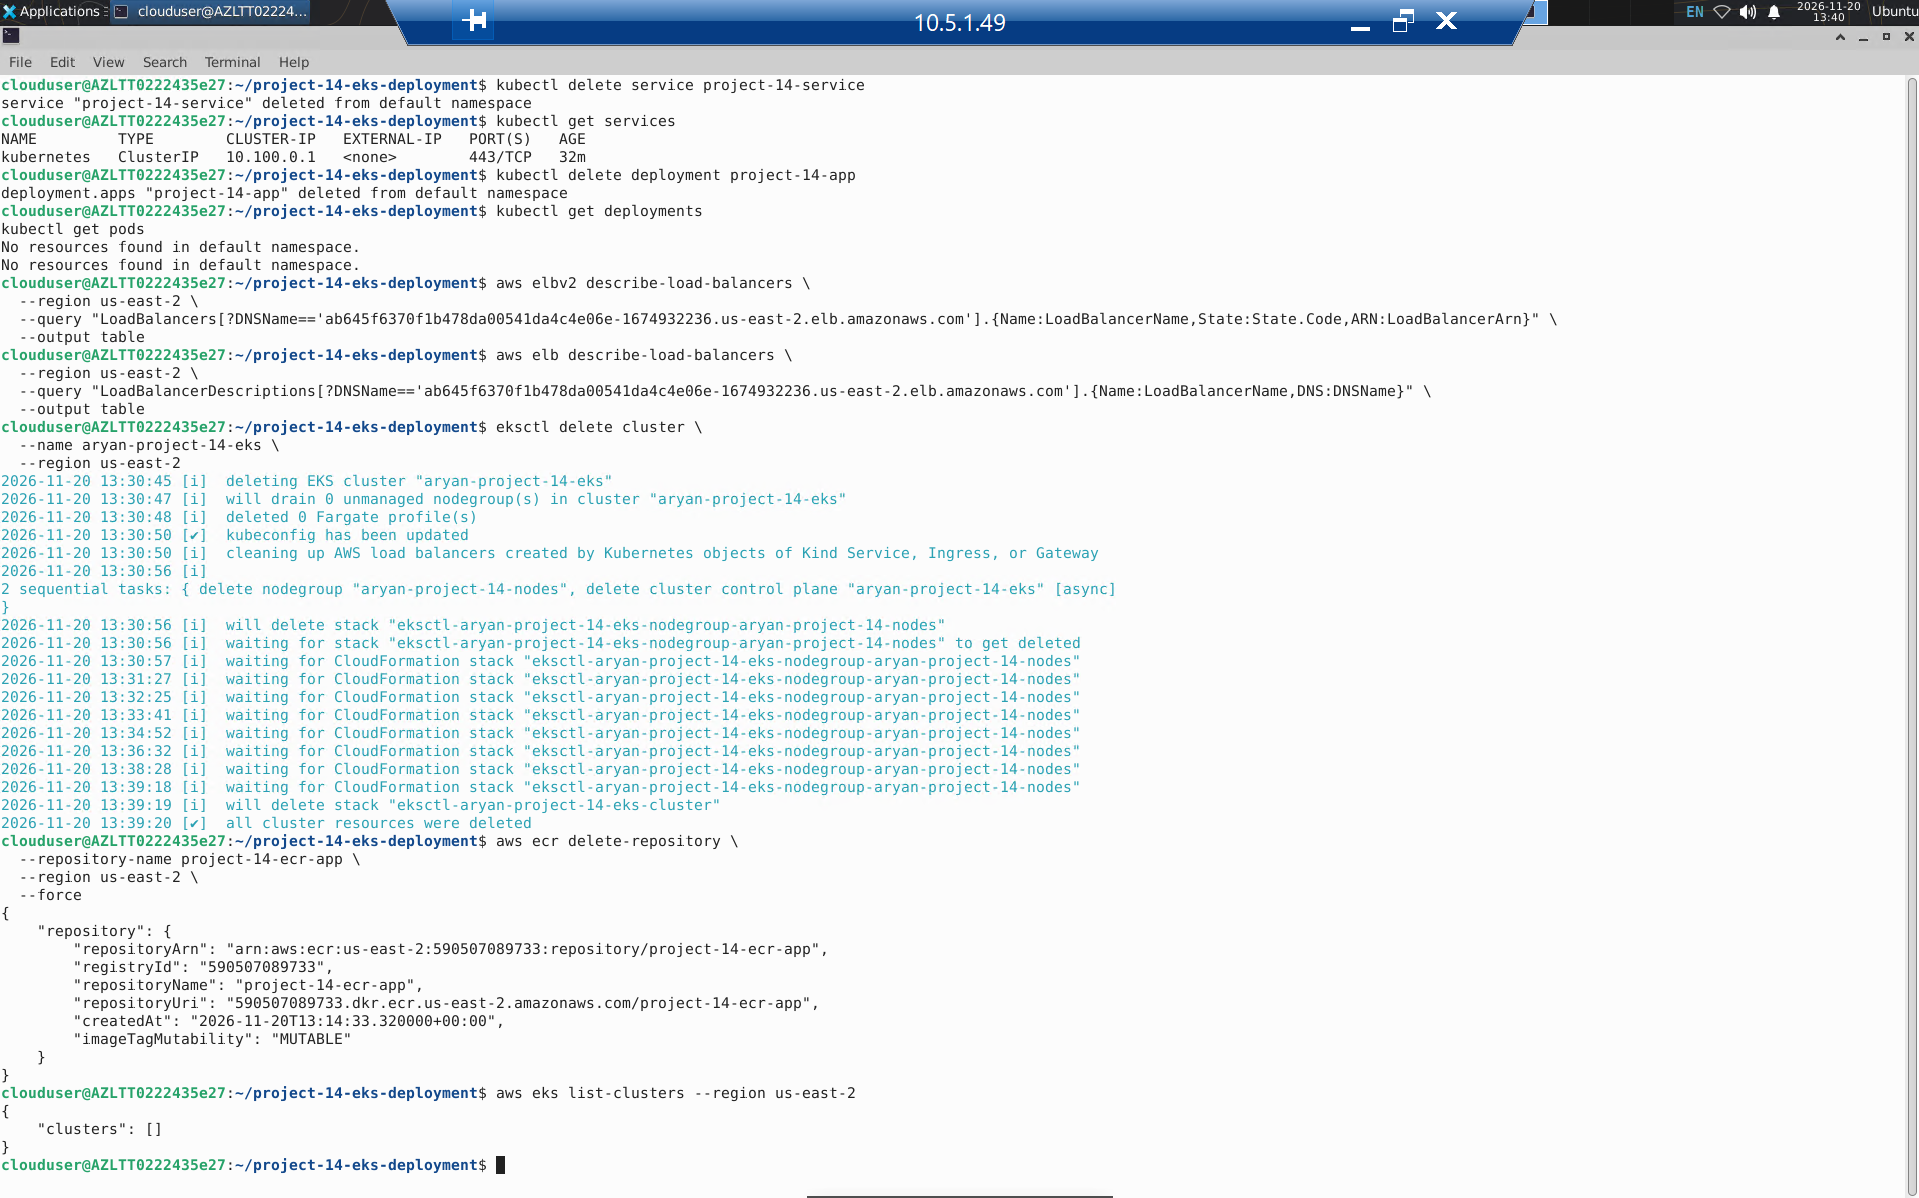 Applications
clouduser@AZLTT02224...
10.5.1.49
EN
2026-11-20
13:40
Ubuntu
File Edit View Search Terminal Help
clouduser@AZLTT0222435e27:~/project-14-eks-deployment$ kubectl delete service project-14-service
service "project-14-service" deleted from default namespace
clouduser@AZLTT0222435e27:~/project-14-eks-deployment$ kubectl get services
NAME         TYPE        CLUSTER-IP   EXTERNAL-IP   PORT(S)   AGE
kubernetes   ClusterIP   10.100.0.1   <none>        443/TCP   32m
clouduser@AZLTT0222435e27:~/project-14-eks-deployment$ kubectl delete deployment project-14-app
deployment.apps "project-14-app" deleted from default namespace
clouduser@AZLTT0222435e27:~/project-14-eks-deployment$ kubectl get deployments
kubectl get pods
No resources found in default namespace.
No resources found in default namespace.
clouduser@AZLTT0222435e27:~/project-14-eks-deployment$ aws elbv2 describe-load-balancers \
  --region us-east-2 \
  --query "LoadBalancers[?DNSName=='ab645f6370f1b478da00541da4c4e06e-1674932236.us-east-2.elb.amazonaws.com'].{Name:LoadBalancerName,State:State.Code,ARN:LoadBalancerArn}" \
  --output table
clouduser@AZLTT0222435e27:~/project-14-eks-deployment$ aws elb describe-load-balancers \
  --region us-east-2 \
  --query "LoadBalancerDescriptions[?DNSName=='ab645f6370f1b478da00541da4c4e06e-1674932236.us-east-2.elb.amazonaws.com'].{Name:LoadBalancerName,DNS:DNSName}" \
  --output table
clouduser@AZLTT0222435e27:~/project-14-eks-deployment$ eksctl delete cluster \
  --name aryan-project-14-eks \
  --region us-east-2
2026-11-20 13:30:45 [i]  deleting EKS cluster "aryan-project-14-eks"
2026-11-20 13:30:47 [i]  will drain 0 unmanaged nodegroup(s) in cluster "aryan-project-14-eks"
2026-11-20 13:30:48 [i]  deleted 0 Fargate profile(s)
2026-11-20 13:30:50 [✔]  kubeconfig has been updated
2026-11-20 13:30:50 [i]  cleaning up AWS load balancers created by Kubernetes objects of Kind Service, Ingress, or Gateway
2026-11-20 13:30:56 [i]
2 sequential tasks: { delete nodegroup "aryan-project-14-nodes", delete cluster control plane "aryan-project-14-eks" [async]
}
2026-11-20 13:30:56 [i]  will delete stack "eksctl-aryan-project-14-eks-nodegroup-aryan-project-14-nodes"
2026-11-20 13:30:56 [i]  waiting for stack "eksctl-aryan-project-14-eks-nodegroup-aryan-project-14-nodes" to get deleted
2026-11-20 13:30:57 [i]  waiting for CloudFormation stack "eksctl-aryan-project-14-eks-nodegroup-aryan-project-14-nodes"
2026-11-20 13:31:27 [i]  waiting for CloudFormation stack "eksctl-aryan-project-14-eks-nodegroup-aryan-project-14-nodes"
2026-11-20 13:32:25 [i]  waiting for CloudFormation stack "eksctl-aryan-project-14-eks-nodegroup-aryan-project-14-nodes"
2026-11-20 13:33:41 [i]  waiting for CloudFormation stack "eksctl-aryan-project-14-eks-nodegroup-aryan-project-14-nodes"
2026-11-20 13:34:52 [i]  waiting for CloudFormation stack "eksctl-aryan-project-14-eks-nodegroup-aryan-project-14-nodes"
2026-11-20 13:36:32 [i]  waiting for CloudFormation stack "eksctl-aryan-project-14-eks-nodegroup-aryan-project-14-nodes"
2026-11-20 13:38:28 [i]  waiting for CloudFormation stack "eksctl-aryan-project-14-eks-nodegroup-aryan-project-14-nodes"
2026-11-20 13:39:18 [i]  waiting for CloudFormation stack "eksctl-aryan-project-14-eks-nodegroup-aryan-project-14-nodes"
2026-11-20 13:39:19 [i]  will delete stack "eksctl-aryan-project-14-eks-cluster"
2026-11-20 13:39:20 [✔]  all cluster resources were deleted
clouduser@AZLTT0222435e27:~/project-14-eks-deployment$ aws ecr delete-repository \
  --repository-name project-14-ecr-app \
  --region us-east-2 \
  --force
{
    "repository": {
        "repositoryArn": "arn:aws:ecr:us-east-2:590507089733:repository/project-14-ecr-app",
        "registryId": "590507089733",
        "repositoryName": "project-14-ecr-app",
        "repositoryUri": "590507089733.dkr.ecr.us-east-2.amazonaws.com/project-14-ecr-app",
        "createdAt": "2026-11-20T13:14:33.320000+00:00",
        "imageTagMutability": "MUTABLE"
    }
}
clouduser@AZLTT0222435e27:~/project-14-eks-deployment$ aws eks list-clusters --region us-east-2
{
    "clusters": []
}
clouduser@AZLTT0222435e27:~/project-14-eks-deployment$